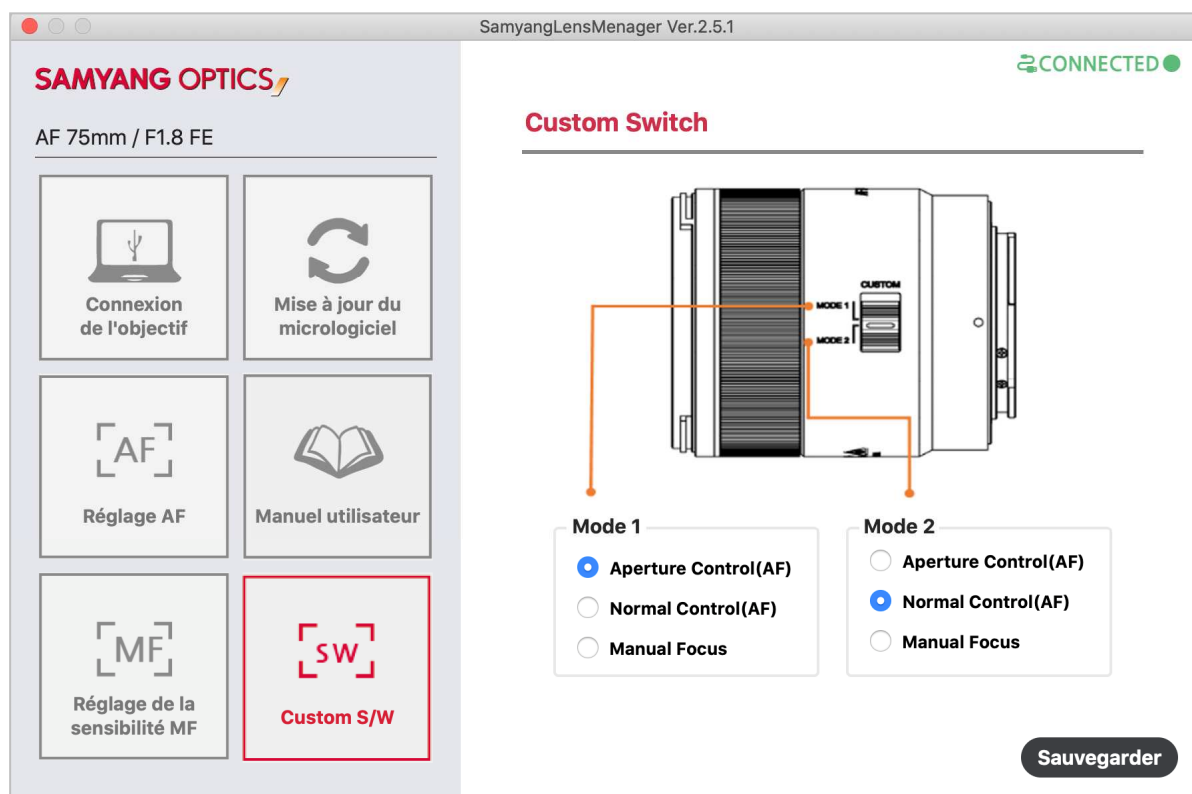 SamyangLensMenager Ver.2.5.1
SAMYANG OPTICS
CONNECTED
AF 75mm / F1.8 FE
Custom Switch
Connexion
de l'objectif
Mise à jour du
micrologiciel
AF
Réglage AF
Manuel utilisateur
MF
Réglage de la
sensibilité MF
SW
Custom S/W
CUSTOM
MODE 1
MODE 2
Mode 1
Aperture Control(AF)
Normal Control(AF)
Manual Focus
Mode 2
Aperture Control(AF)
Normal Control(AF)
Manual Focus
Sauvegarder